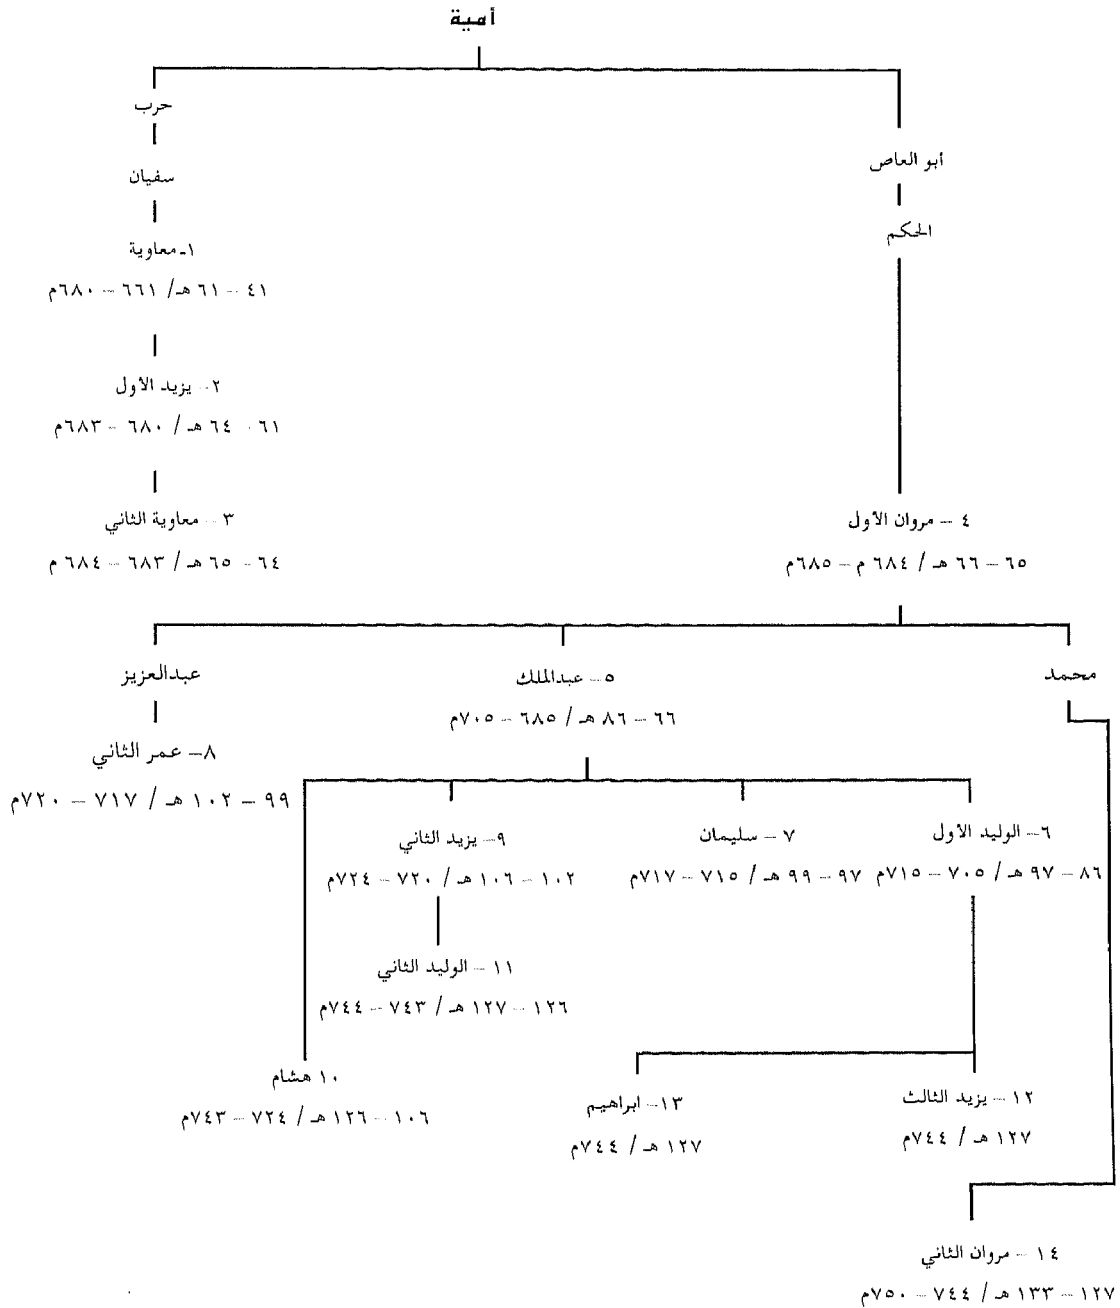 أمية
حرب
أبو العاص
سفيان
الحكم
١ـ معاوية
٤١ – ٦١ هـ / ٦٦١ – ٦٨٠م
٢ – يزيد الأول
٦١ – ٦٤ هـ / ٦٨٠ – ٦٨٣م
٤ – مروان الأول
٦٥ – ٦٦ هـ / ٦٨٤ م – ٦٨٥م
٣ – معاوية الثاني
٦٤ – ٦٥ هـ / ٦٨٣ – ٦٨٤ م
محمد
٥ – عبدالملك
٦٦ – ٨٦ هـ / ٦٨٥ – ٧٠٥م
عبدالعزيز
٨– عمر الثاني
٩٩ – ١٠٢ هـ / ٧١٧ – ٧٢٠م
٦– الوليد الأول
٨٦ – ٩٧ هـ / ٧٠٥ – ٧١٥م
٧ – سليمان
٩٧ – ٩٩ هـ / ٧١٥ – ٧١٧م
٩– يزيد الثاني
١٠٢ – ١٠٦ هـ / ٧٢٠ – ٧٢٤م
١١ – الوليد الثاني
١٢٦ – ١٢٧ هـ / ٧٤٣ – ٧٤٤م
١٠ هشام
١٠٦ – ١٢٦ هـ / ٧٢٤ – ٧٤٣م
١٢ – يزيد الثالث
١٢٧ هـ / ٧٤٤م
١٣– ابراهيم
١٢٧ هـ / ٧٤٤م
١٤ – مروان الثاني
١٢٧ – ١٣٣ هـ / ٧٤٤ – ٧٥٠م